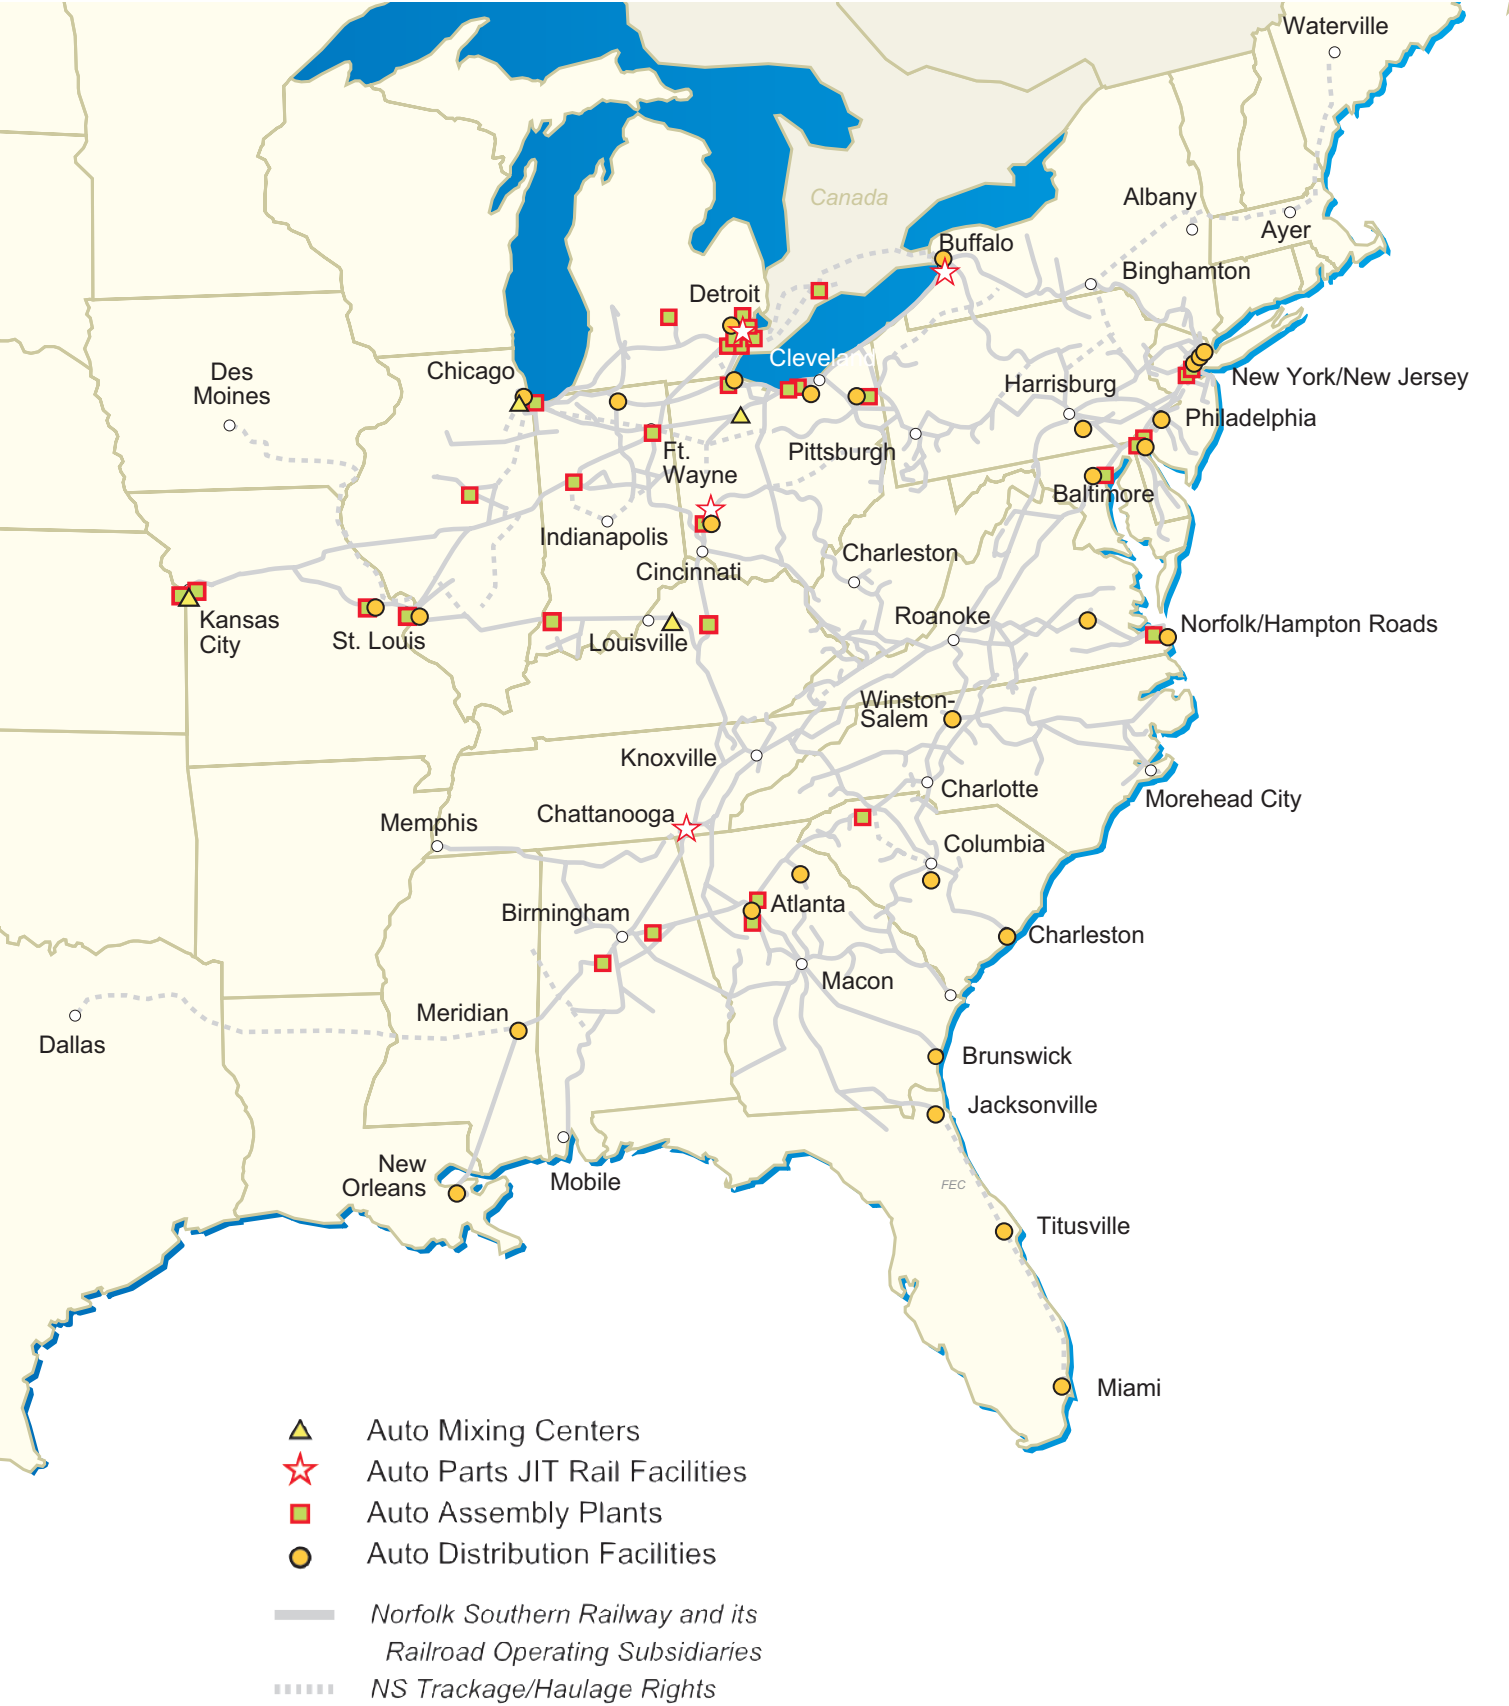 Waterville
Canada
Albany
Ayer
Buffalo
Binghamton
Detroit
Cleveland
Chicago
Des
Moines
New York/New Jersey
Harrisburg
Philadelphia
Pittsburgh
Ft.
Wayne
Baltimore
Indianapolis
Charleston
Cincinnati
Kansas
City
St. Louis
Louisville
Roanoke
Norfolk/Hampton Roads
Winston-
Salem
Knoxville
Charlotte
Morehead City
Chattanooga
Memphis
Columbia
Atlanta
Birmingham
Charleston
Macon
Meridian
Dallas
Brunswick
Jacksonville
New
Orleans
Mobile
FEC
Titusville
Miami
Auto Mixing Centers
Auto Parts JIT Rail Facilities
Auto Assembly Plants
Auto Distribution Facilities
Norfolk Southern Railway and its
Railroad Operating Subsidiaries
NS Trackage/Haulage Rights